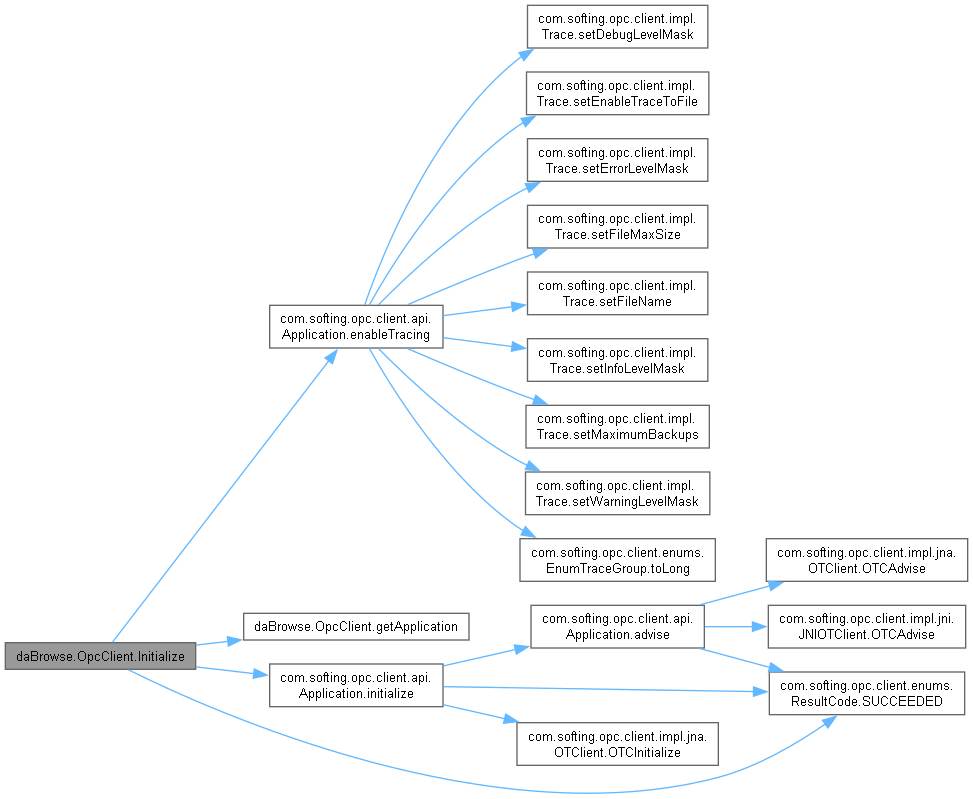 com.softing.opc.client.impl.
Trace.setDebugLevelMask
com.softing.opc.client.impl.
Trace.setEnableTraceToFile
com.softing.opc.client.impl.
Trace.setErrorLevelMask
com.softing.opc.client.impl.
Trace.setFileMaxSize
com.softing.opc.client.impl.
Trace.setFileName
com.softing.opc.client.api.
Application.enableTracing
com.softing.opc.client.impl.
Trace.setInfoLevelMask
com.softing.opc.client.impl.
Trace.setMaximumBackups
com.softing.opc.client.impl.
Trace.setWarningLevelMask
com.softing.opc.client.enums.
EnumTraceGroup.toLong
com.softing.opc.client.impl.jna.
OTClient.OTCAdvise
daBrowse.OpcClient.getApplication
com.softing.opc.client.api.
Application.advise
com.softing.opc.client.impl.jni.
JNIOTClient.OTCAdvise
daBrowse.OpcClient.Initialize
com.softing.opc.client.api.
Application.initialize
com.softing.opc.client.enums.
ResultCode.SUCCEEDED
com.softing.opc.client.impl.jna.
OTClient.OTCInitialize